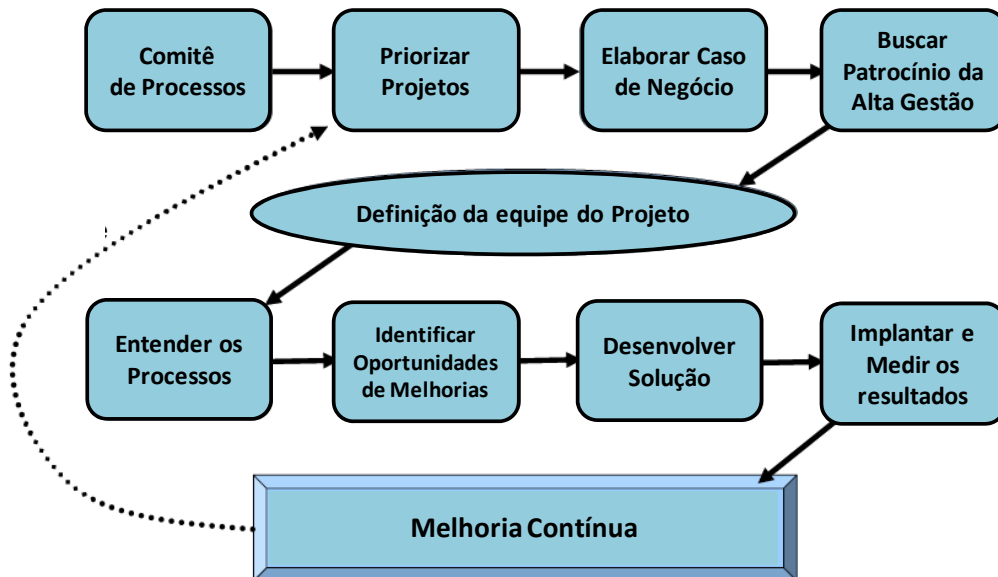 Comitê
de Processos
Priorizar
Projetos
Elaborar Caso
de Negócio
Buscar
Patrocínio da
Alta Gestão
Definição da equipe do Projeto
Entender os
Processos
Identificar
Oportunidades
de Melhorias
Desenvolver
Solução
Implantar e
Medir os
resultados
Melhoria Contínua